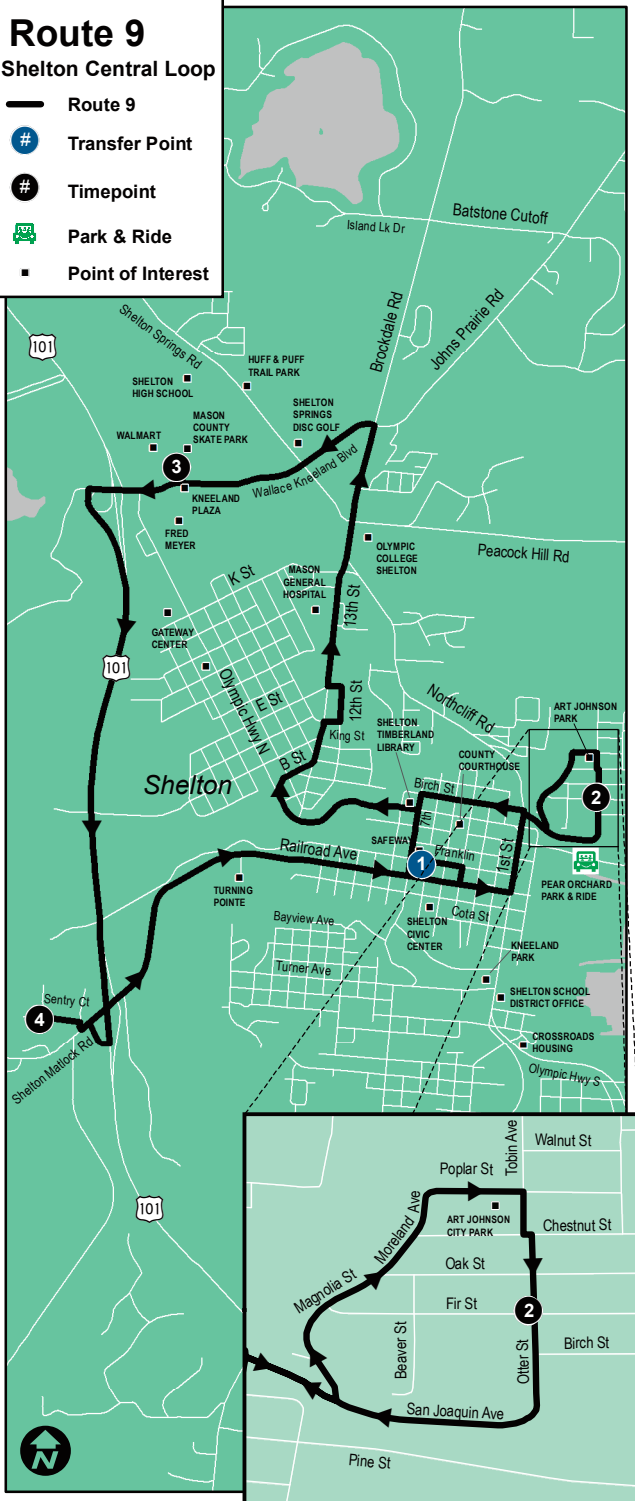 Route 9
Shelton Central Loop
Route 9
# Transfer Point
# Timepoint
Park & Ride
Point of Interest
Batstone Cutoff
Island Lk Dr
Brockdale Rd
Johns Prairie Rd
Shelton Springs Rd
101
HUFF & PUFF
TRAIL PARK
SHELTON
HIGH SCHOOL
SHELTON
SPRINGS
DISC GOLF
MASON
COUNTY
SKATE PARK
WALMART
3
Wallace Kneeland Blvd
KNEELAND
PLAZA
FRED
MEYER
OLYMPIC
COLLEGE
SHELTON
Peacock Hill Rd
K St
MASON
GENERAL
HOSPITAL
13th St
GATEWAY
CENTER
101
Olympic Hwy N
E St
12th St
Northcliff Rd
King St
SHELTON
TIMBERLAND
LIBRARY
ART JOHNSON
PARK
COUNTY
COURTHOUSE
B St
Shelton
Birch St
2
7th
SAFEWAY
Franklin
1st St
Railroad Ave
1
TURNING
POINTE
PEAR ORCHARD
PARK & RIDE
Cota St
Bayview Ave
SHELTON
CIVIC
CENTER
KNEELAND
PARK
Turner Ave
SHELTON SCHOOL
DISTRICT OFFICE
Sentry Ct
4
Shelton Matlock Rd
CROSSROADS
HOUSING
Olympic Hwy S
101
Tobin Ave
Walnut St
Poplar St
Moreland Ave
ART JOHNSON
CITY PARK
Chestnut St
Oak St
Magnolia St
Fir St
2
Beaver St
Otter St
Birch St
San Joaquin Ave
Pine St
N